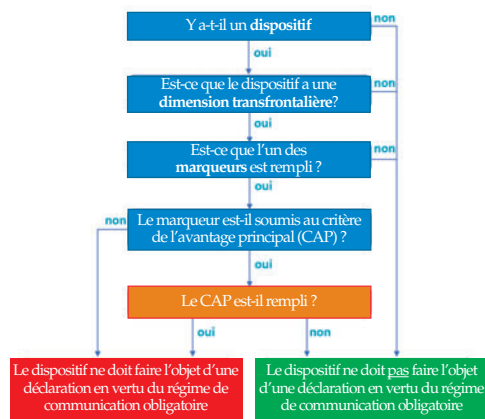 Y a-t-il un dispositif
non
oui
Est-ce que le dispositif a une
dimension transfrontalière?
non
oui
Est-ce que l'un des
marqueurs est rempli ?
non
oui
non
Le marqueur est-il soumis au critère
de l'avantage principal (CAP) ?
oui
Le CAP est-il rempli ?
oui
non
Le dispositif ne doit faire l'objet d'une
déclaration en vertu du régime de
communication obligatoire
Le dispositif ne doit pas faire l'objet
d'une déclaration en vertu du régime
de communication obligatoire